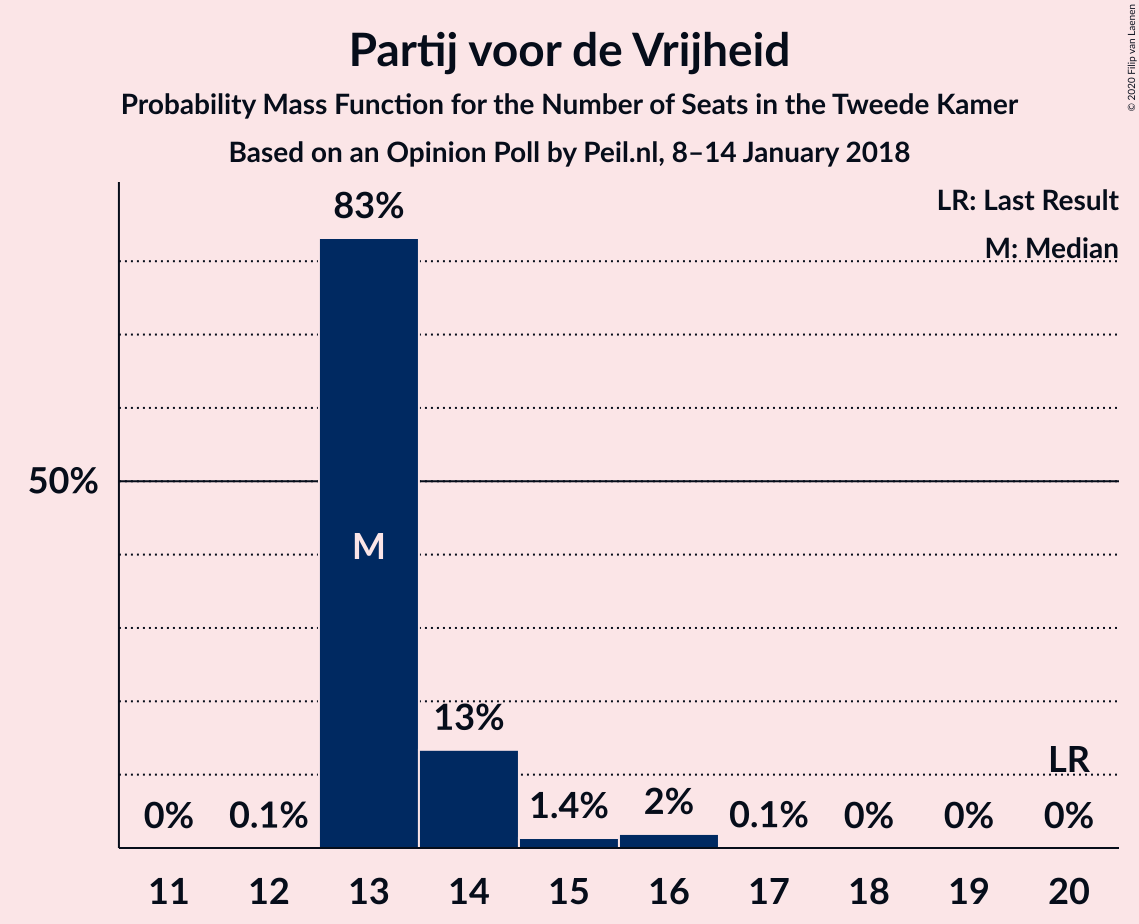 Partij voor de Vrijheid
Probability Mass Function for the Number of Seats in the Tweede Kamer
Based on an Opinion Poll by Peil.nl, 8–14 January 2018
© 2020 Filip van Laenen
LR: Last Result
M: Median
83%
50%
M
13%
LR
0% 0.1% 1.4% 2% 0.1% 0% 0% 0%
11 12 13 14 15 16 17 18 19 20